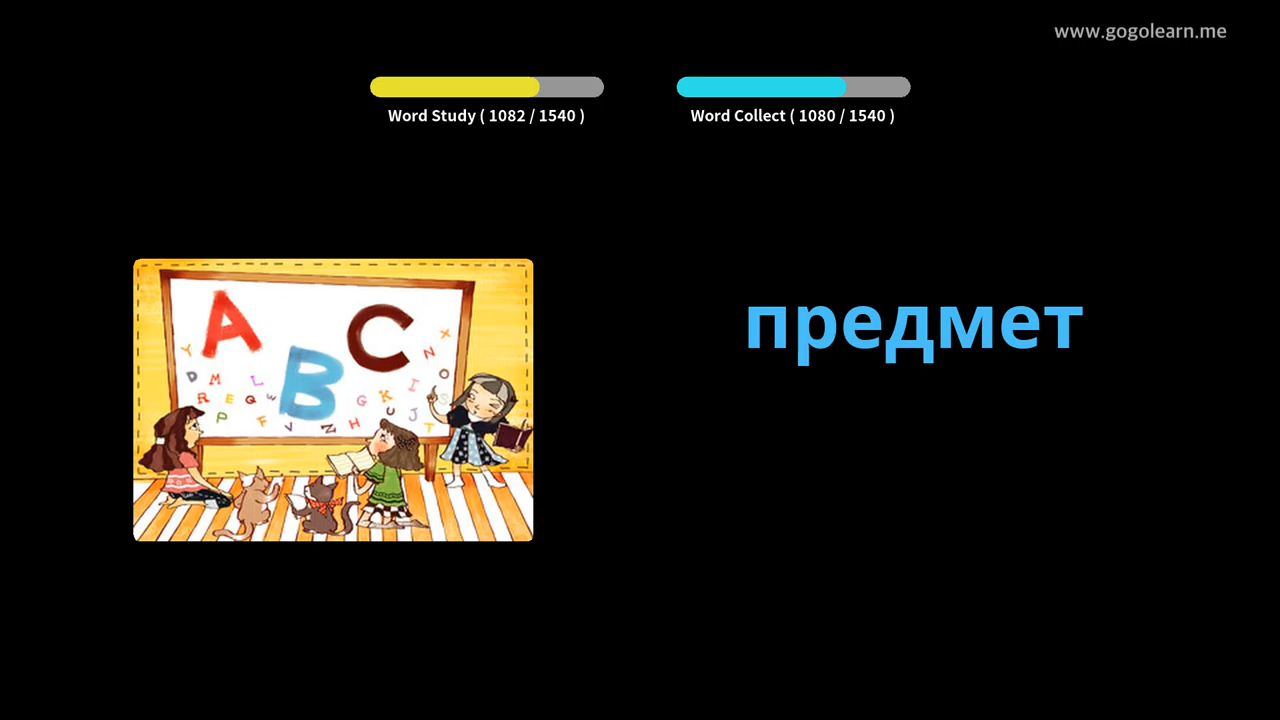 www.gogolearn.me
Word Study ( 1082 / 1540 )
Word Collect ( 1080 / 1540 )
предмет
A
B
C
Y
X
N
D
M
L
O
R
E
Q
W
G
K
I
S
P
F
V
Z
H
U
J
T